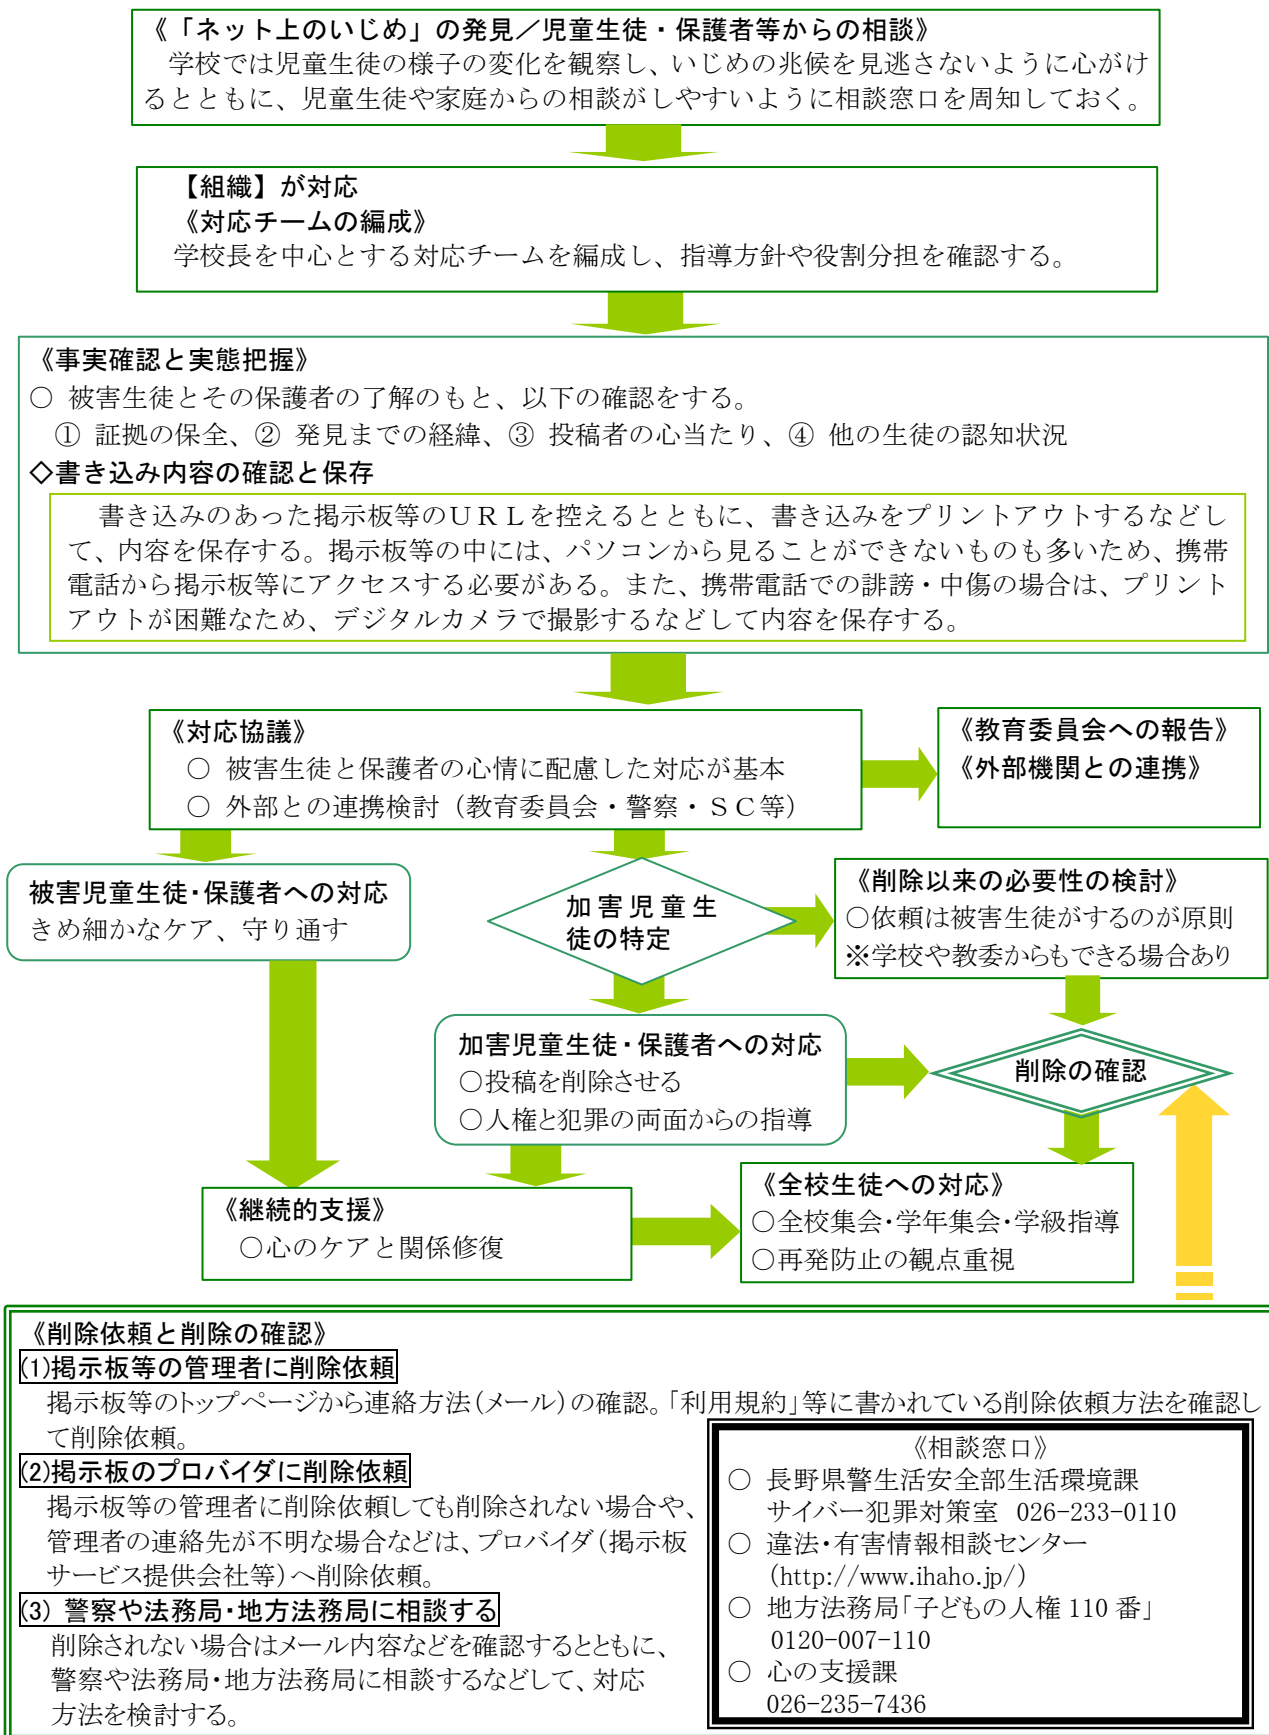 《「ネット上のいじめ」の発見／児童生徒・保護者等からの相談》
学校では児童生徒の様子の変化を観察し、いじめの兆候を見逃さないように心がけ
るとともに、児童生徒や家庭からの相談がしやすいように相談窓口を周知しておく。
【組織】が対応
《対応チームの編成》
学校長を中心とする対応チームを編成し、指導方針や役割分担を確認する。
《事実確認と実態把握》
○ 被害生徒とその保護者の了解のもと、以下の確認をする。
① 証拠の保全、② 発見までの経緯、③ 投稿者の心当たり、④ 他の生徒の認知状況
◇書き込み内容の確認と保存
書き込みのあった掲示板等のＵＲＬを控えるとともに、書き込みをプリントアウトするなどし
て、内容を保存する。掲示板等の中には、パソコンから見ることができないものも多いため、携帯
電話から掲示板等にアクセスする必要がある。また、携帯電話での誹謗・中傷の場合は、プリント
アウトが困難なため、デジタルカメラで撮影するなどして内容を保存する。
《対応協議》
○ 被害生徒と保護者の心情に配慮した対応が基本
○ 外部との連携検討（教育委員会・警察・ＳＣ等）
《教育委員会への報告》
《外部機関との連携》
被害児童生徒・保護者への対応
きめ細かなケア、守り通す
加害児童生
徒の特定
《削除以来の必要性の検討》
○依頼は被害生徒がするのが原則
※学校や教委からもできる場合あり
加害児童生徒・保護者への対応
○投稿を削除させる
○人権と犯罪の両面からの指導
削除の確認
《継続的支援》
○心のケアと関係修復
《全校生徒への対応》
○全校集会・学年集会・学級指導
○再発防止の観点重視
《削除依頼と削除の確認》
(1)掲示板等の管理者に削除依頼
掲示板等のトップページから連絡方法（メール）の確認。「利用規約」等に書かれている削除依頼方法を確認し
て削除依頼。
(2)掲示板のプロバイダに削除依頼
掲示板等の管理者に削除依頼しても削除されない場合や、
管理者の連絡先が不明な場合などは、プロバイダ（掲示板
サービス提供会社等）へ削除依頼。
(3) 警察や法務局・地方法務局に相談する
削除されない場合はメール内容などを確認するとともに、
警察や法務局・地方法務局に相談するなどして、対応
方法を検討する。
《相談窓口》
○ 長野県警生活安全部生活環境課
サイバー犯罪対策室 026-233-0110
○ 違法・有害情報相談センター
(http://www.ihaho.jp/)
○ 地方法務局「子どもの人権 110 番」
0120-007-110
○ 心の支援課
026-235-7436